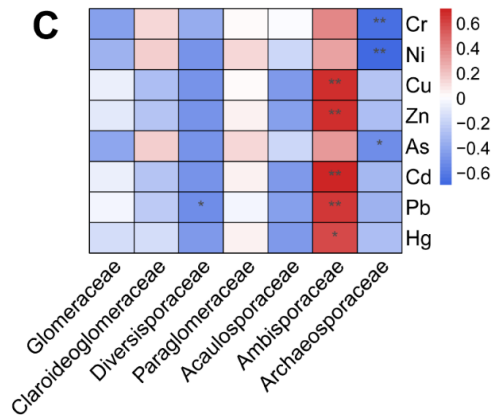 C
Cr
**
Ni
**
Cu
**
Zn
**
As
*
Cd
**
Pb
*
**
Hg
*
0.6
0.4
0.2
0
−0.2
−0.4
−0.6
Glomeraceae
Claroideoglomeraceae
Diversisporaceae
Paraglomeraceae
Acaulosporaceae
Ambisporaceae
Archaeosporaceae